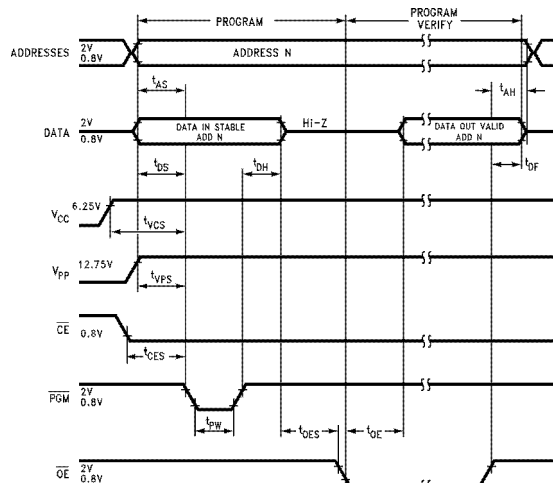 PROGRAM
PROGRAM
VERIFY
ADDRESSES
2V
0.8V
ADDRESS N
tAS
tAH
DATA
2V
0.8V
DATA IN STABLE
ADD N
Hi-Z
DATA OUT VALID
ADD N
tDS
tDH
tDF
VCC
6.25V
tVCS
VPP
12.75V
tVPS
CE
0.8V
tCES
PGM
2V
0.8V
tPW
tOES
tOE
OE
2V
0.8V